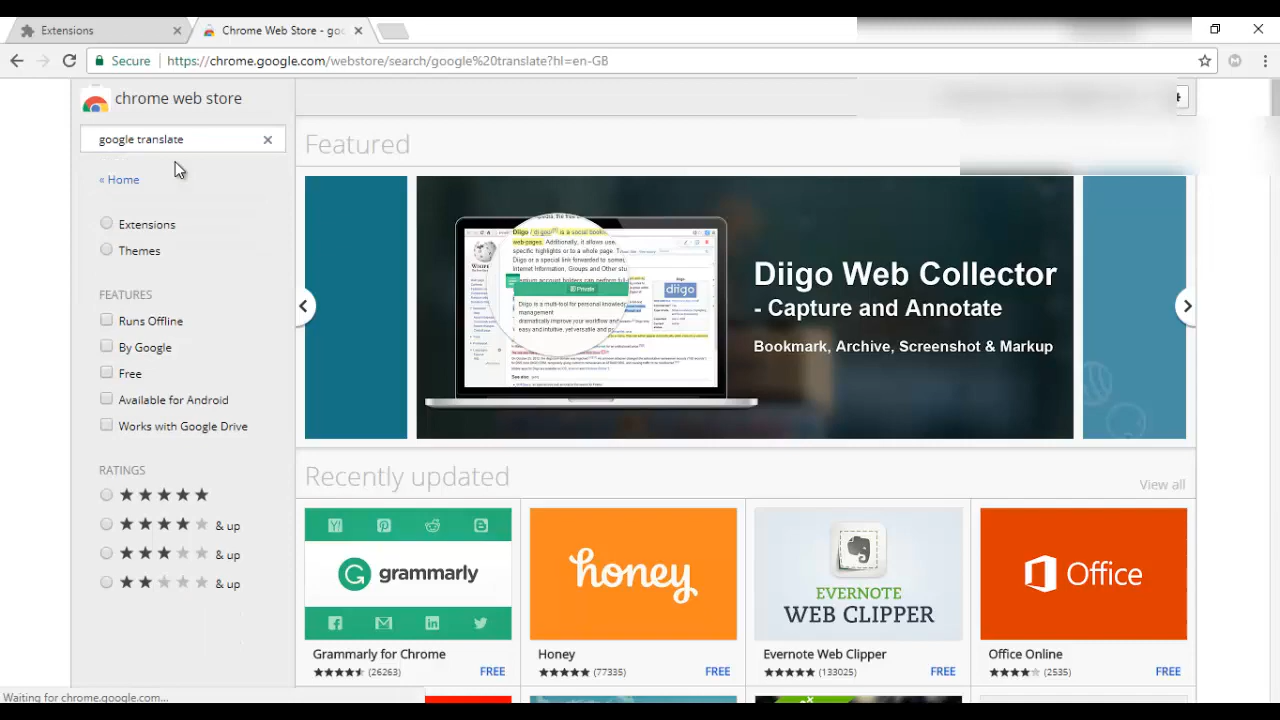 Extensions
Chrome Web Store - goo
Secure
https://chrome.google.com/webstore/search/google%20translate?hl=en-GB
chrome web store
google translate
« Home
Extensions
Themes
FEATURES
Runs Offline
By Google
Free
Available for Android
Works with Google Drive
RATINGS
& up
& up
& up
Featured
Diigo Web Collector
- Capture and Annotate
Bookmark, Archive, Screenshot & Markup
diigo
Private
Recently updated
View all
grammarly
honey
EVERNOTE
WEB CLIPPER
Office
Grammarly for Chrome
(26263)
FREE
Honey
(77335)
FREE
Evernote Web Clipper
(133025)
FREE
Office Online
(2535)
FREE
Waiting for chrome.google.com...